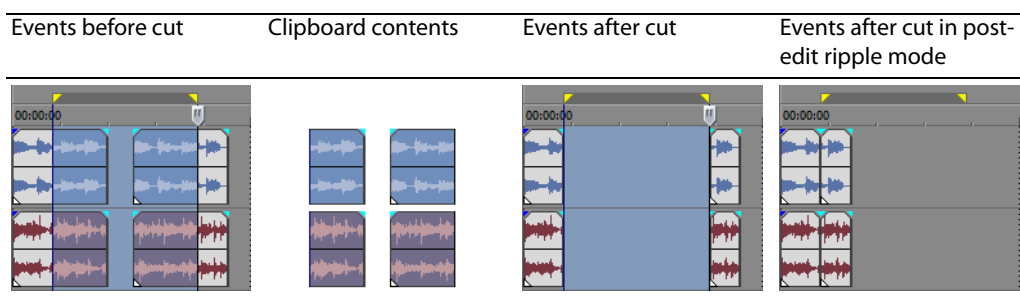 Events before cut
Clipboard contents
Events after cut
Events after cut in post-
edit ripple mode
00:00:00
00:00:00
00:00:00